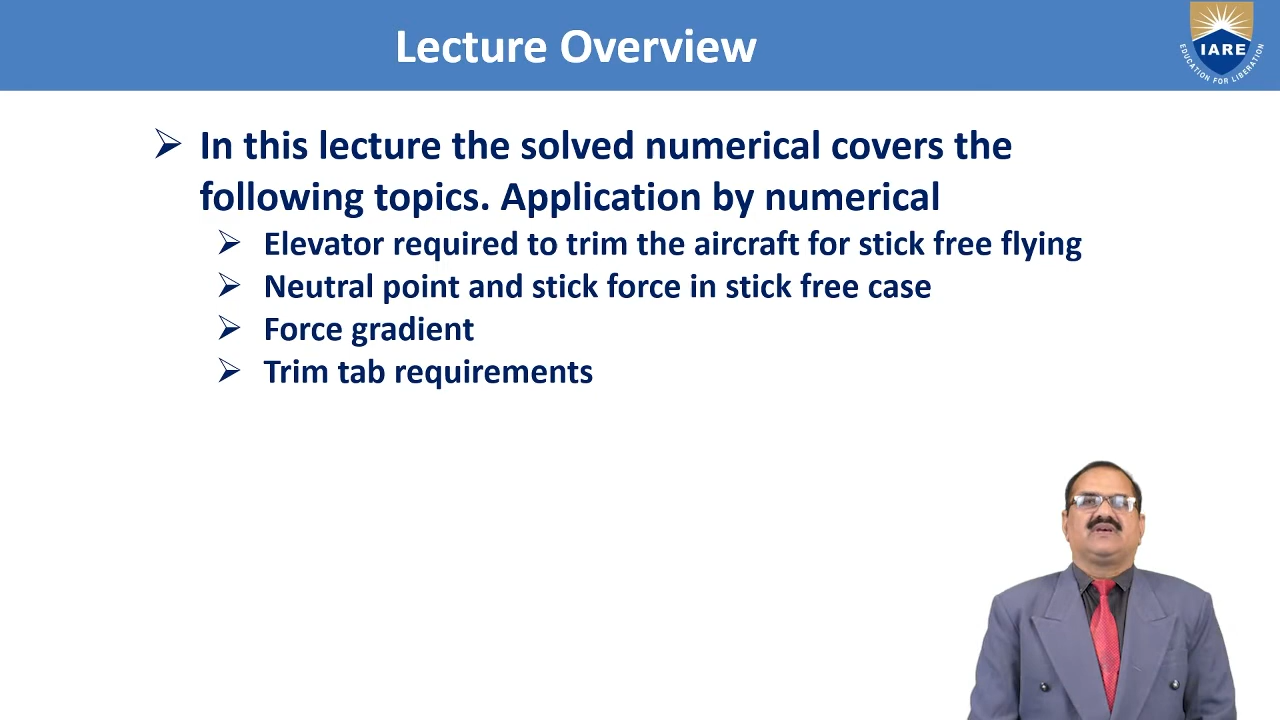 Lecture Overview
IARE
EDUCATION FOR LIBERATION
In this lecture the solved numerical covers the
following topics. Application by numerical
Elevator required to trim the aircraft for stick free flying
Neutral point and stick force in stick free case
Force gradient
Trim tab requirements